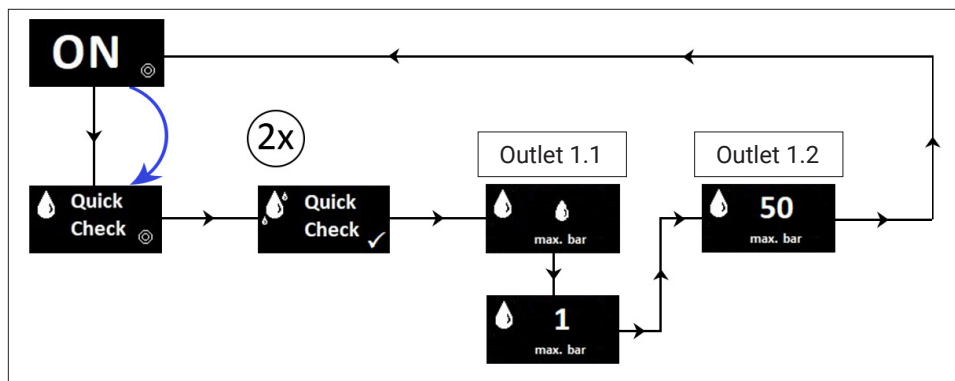 ON
2x
Outlet 1.1
Outlet 1.2
Quick
Check
Quick
Check
max. bar
50
max. bar
1
max. bar